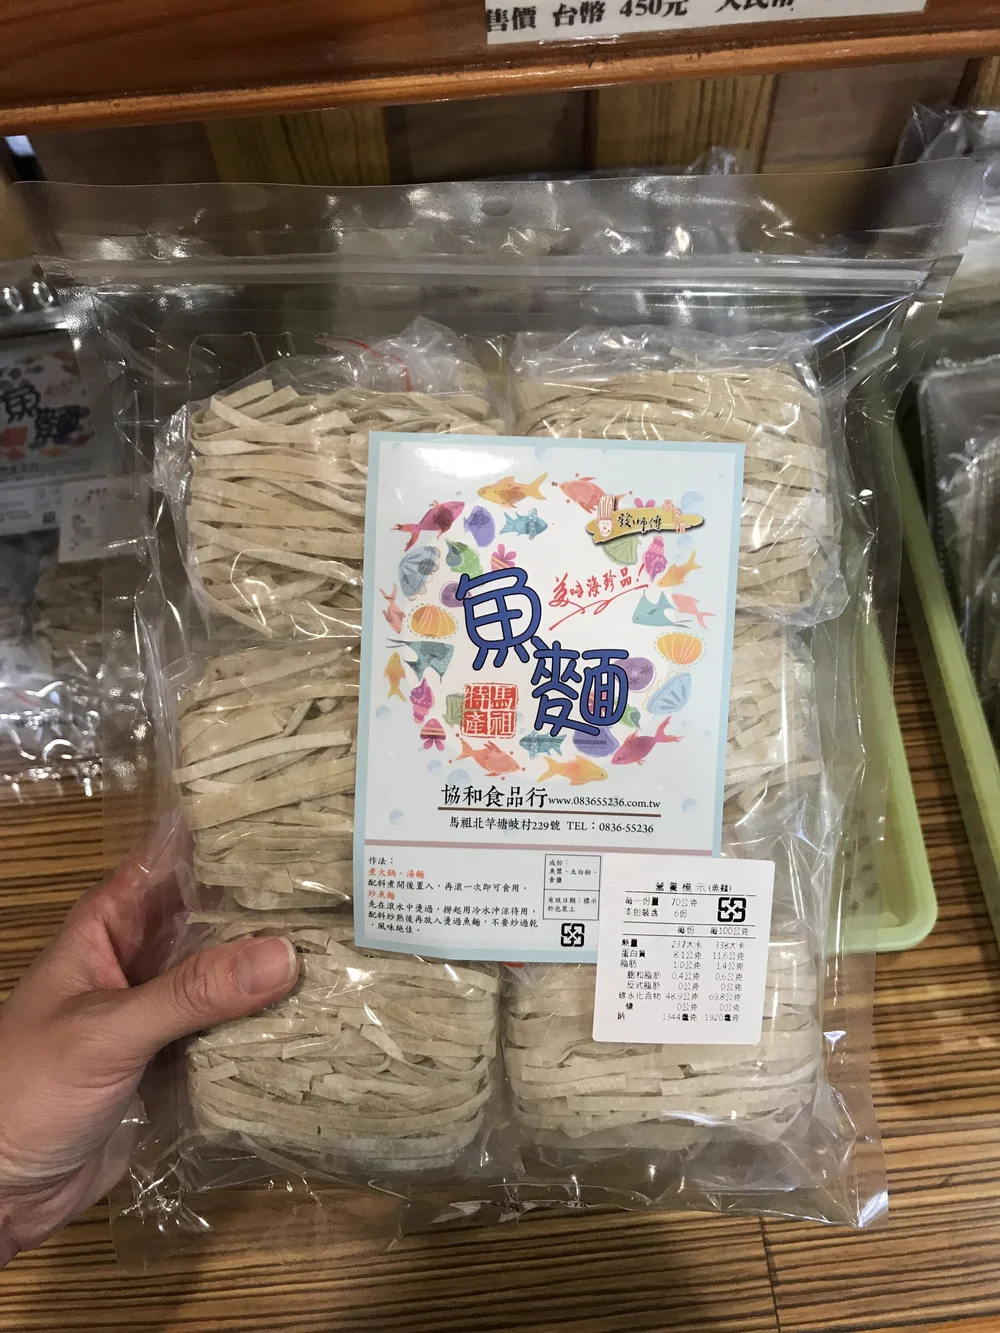 售價 台幣 450元 人民幣
發師傅
美味海珍品!
魚麵
馬祖
特產
協和食品行www.083655236.com.tw
馬祖北竿塘岐村229號 TEL：0836-55236
作法：
煮火鍋、湯麵
配料煮開後置入，再滾一次即可食用。
炒魚麵
先在滾水中燙過，撈起用冷水沖涼待用，
配料炒熟後再放入燙過魚麵，不要炒過乾
，風味絕佳。
成份：
魚漿、太白粉、
食鹽
有效日期：標示
於包裝上
營養標示(魚麵)
每一份量 70公克
本包裝含 6份
每份 每100公克
熱量 237大卡 338大卡
蛋白質 8.1公克 11.6公克
脂肪 1.0公克 1.4公克
飽和脂肪 0.4公克 0.6公克
反式脂肪 0公克 0公克
碳水化合物 48.9公克 69.8公克
糖 0公克 0公克
鈉 1344毫克 1920毫克
魚麵